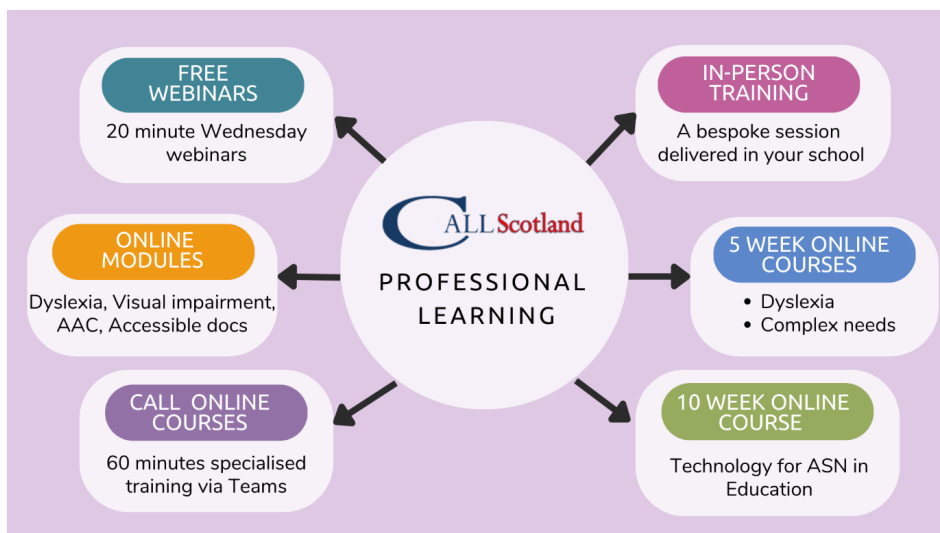 FREE
WEBINARS
20 minute Wednesday
webinars
IN-PERSON
TRAINING
A bespoke session
delivered in your school
CALL Scotland
PROFESSIONAL
LEARNING
ONLINE
MODULES
Dyslexia, Visual impairment,
AAC, Accessible docs
5 WEEK ONLINE
COURSES
• Dyslexia
• Complex needs
CALL ONLINE
COURSES
60 minutes specialised
training via Teams
10 WEEK ONLINE
COURSE
Technology for ASN in
Education